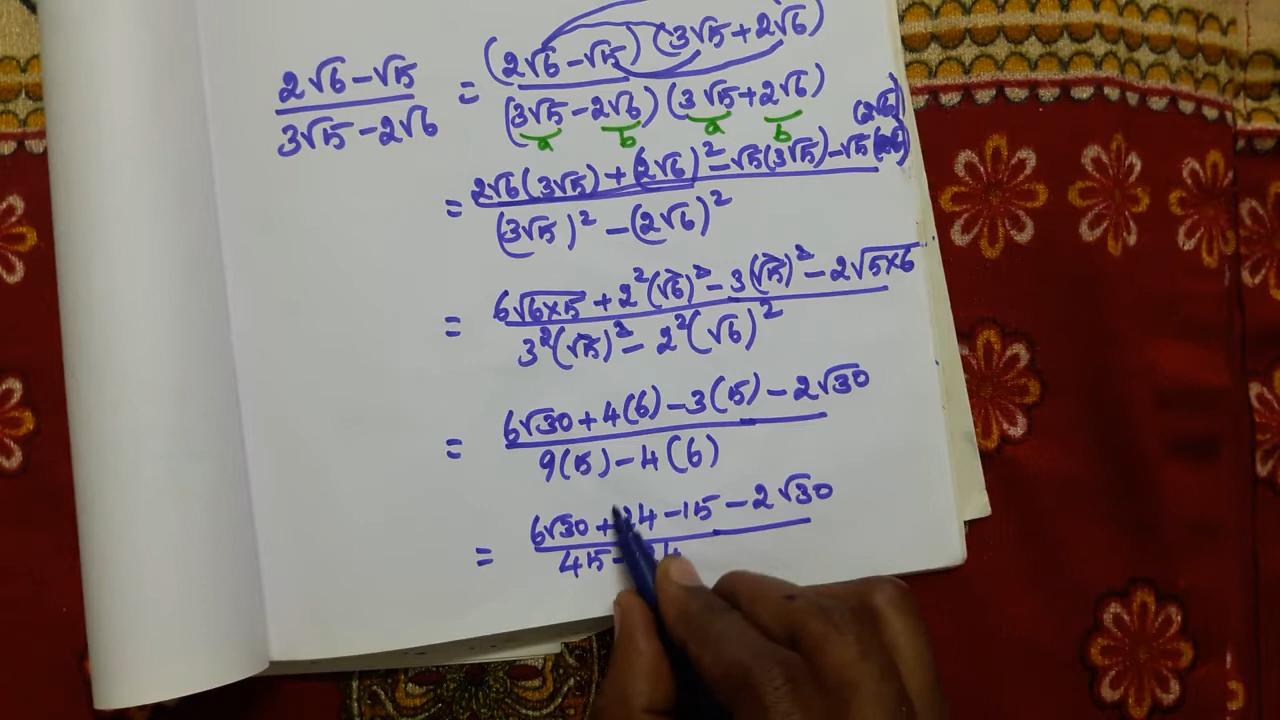 2√6 − √5 / 3√5 − 2√6 = (2√6 − √5) (3√5 + 2√6) / (3√5 − 2√6) (3√5 + 2√6)
a b a b
(2√6)
= 2√6(3√5) + (2√6)² − √5(3√5) − √5 / (3√5)² − (2√6)²
= 6√6×5 + 2²(√6)² − 3(√5)² − 2√5×6 / 3²(√5)² − 2²(√6)²
= 6√30 + 4(6) − 3(5) − 2√30 / 9(5) − 4(6)
= 6√30 + 24 − 15 − 2√30 / 45 − 24